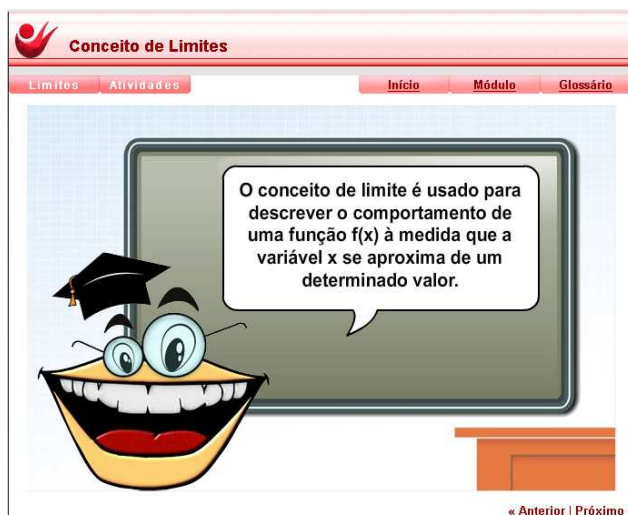 Conceito de Limites
Limites Atividades Início Módulo Glossário
O conceito de limite é usado para
descrever o comportamento de
uma função f(x) à medida que a
variável x se aproxima de um
determinado valor.
« Anterior | Próximo